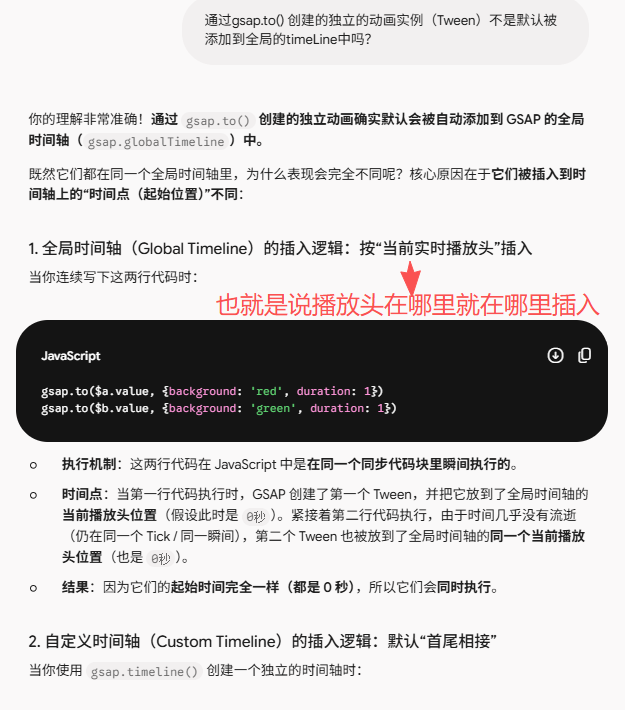 通过gsap.to() 创建的独立的动画实例（Tween）不是默认被
添加到全局的timeLine中吗？
你的理解非常准确！通过 gsap.to() 创建的独立动画确实默认会被自动添加到 GSAP 的全局
时间轴（ gsap.globalTimeline ）中。
既然它们都在同一个全局时间轴里，为什么表现会完全不同呢？核心原因在于它们被插入到时
间轴上的“时间点（起始位置）”不同：
1. 全局时间轴（Global Timeline）的插入逻辑：按“当前实时播放头”插入
当你连续写下这两行代码时：
也就是说播放头在哪里就在哪里插入
JavaScript
gsap.to($a.value, {background: 'red', duration: 1})
gsap.to($b.value, {background: 'green', duration: 1})
执行机制：这两行代码在 JavaScript 中是在同一个同步代码块里瞬间执行的。
时间点：当第一行代码执行时，GSAP 创建了第一个 Tween，并把它放到了全局时间轴的
当前播放头位置（假设此时是 0秒 ）。紧接着第二行代码执行，由于时间几乎没有流逝
（仍在同一个 Tick / 同一瞬间），第二个 Tween 也被放到了全局时间轴的同一个当前播放
头位置（也是 0秒 ）。
结果：因为它们的起始时间完全一样（都是 0 秒），所以它们会同时执行。
2. 自定义时间轴（Custom Timeline）的插入逻辑：默认“首尾相接”
当你使用 gsap.timeline() 创建一个独立的时间轴时：